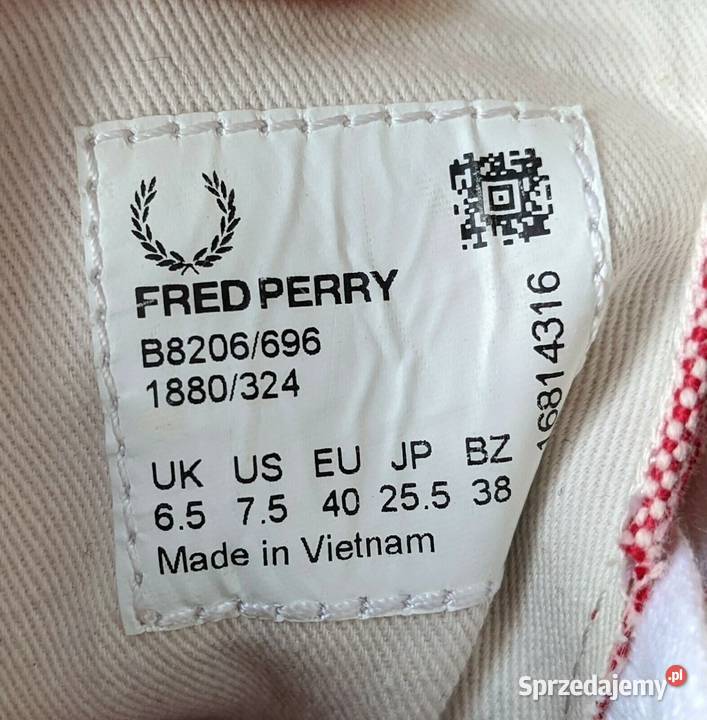 FRED PERRY
B8206/696
1880/324
UK US EU JP BZ
6.5 7.5 40 25.5 38
Made in Vietnam
16814316
Sprzedajemy.pl